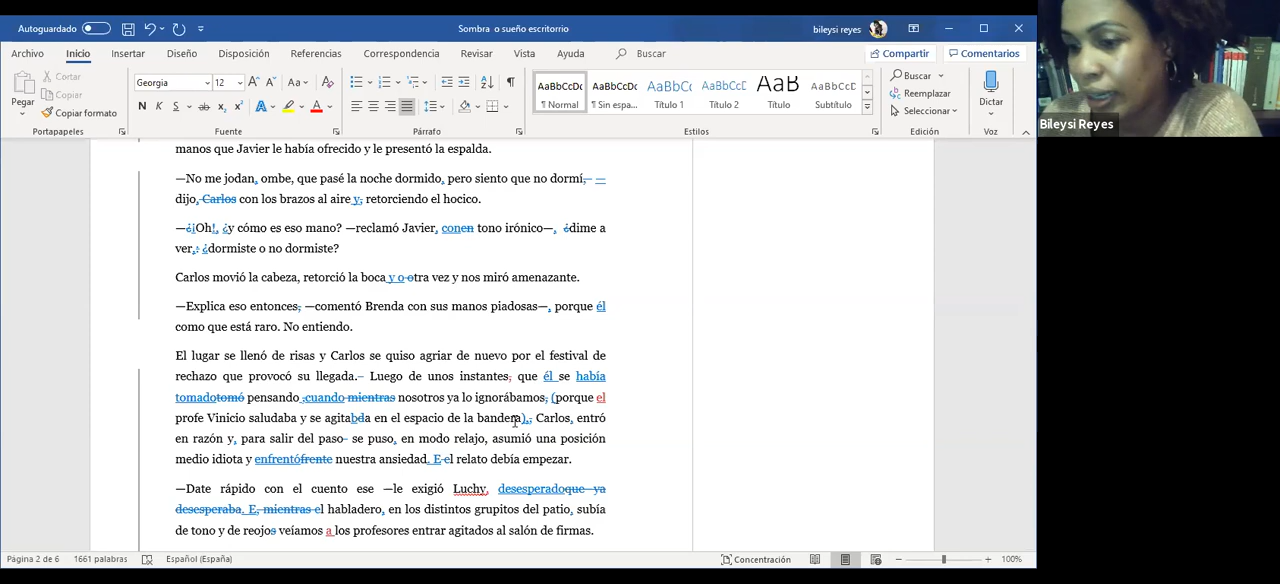 Autoguardado
Sombra o sueño escritorrio
bileysi reyes
Archivo Inicio Insertar Diseño Disposición Referencias Correspondencia Revisar Vista Ayuda Buscar Compartir Comentarios
Pegar
Cortar
Copiar
Copiar formato
Portapapeles
Georgia 12
N K S
Fuente
Párrafo
AaBbCcDc AaBbCcDc AaBbC AaBbCcD AaB AaBbCcD
¶ Normal ¶ Sin espa... Título 1 Título 2 Título Subtítulo
Estilos
Buscar
Reemplazar
Seleccionar
Edición
Dictar
Voz
Bileysi Reyes
manos que Javier le había ofrecido y le presentó la espalda.
—No me jodan, ombe, que pasé la noche dormido, pero siento que no dormí, —
dijo, Carlos con los brazos al aire y, retorciendo el hocico.
—¿¡Oh!, ¿y cómo es eso mano? —reclamó Javier, conen tono irónico—, ¿dime a
ver,: ¿dormiste o no dormiste?
Carlos movió la cabeza, retorció la boca y o otra vez y nos miró amenazante.
—Explica eso entonces, —comentó Brenda con sus manos piadosas—, porque él
como que está raro. No entiendo.
El lugar se llenó de risas y Carlos se quiso agriar de nuevo por el festival de
rechazo que provocó su llegada. Luego de unos instantes, que él se había
tomadotomó pensando ,cuando mientras nosotros ya lo ignorábamos, (porque el
profe Vinicio saludaba y se agitabda en el espacio de la bandera),, Carlos, entró
en razón y, para salir del paso se puso, en modo relajo, asumió una posición
medio idiota y enfrentófrente nuestra ansiedad. E el relato debía empezar.
—Date rápido con el cuento ese —le exigió Luchy, desesperadoque ya
desesperaba. E, mientras el habllador, en los distintos grupitos del patio, subía
de tono y de reojos veíamos a los profesores entrar agitados al salón de firmas.
Página 2 de 6 1661 palabras Español (España) Concentración 100%